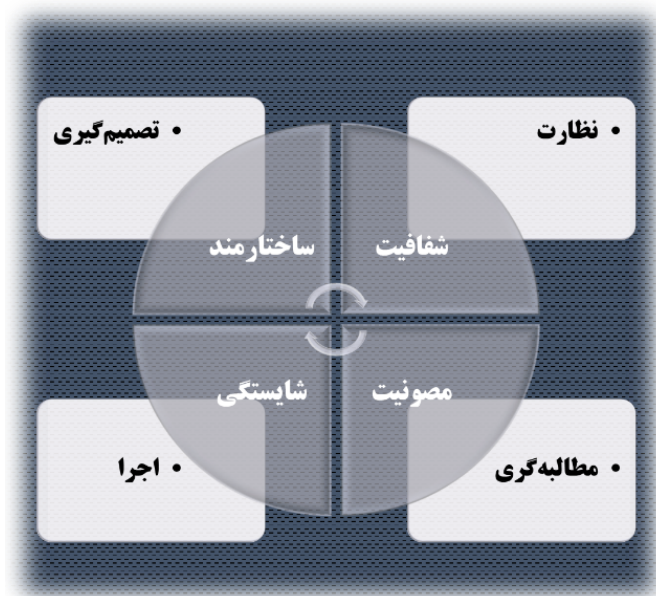 • نظارت
• تصمیم‌گیری
شفافیت
ساختارمند
مصونیت
شایستگی
• مطالبه‌گری
• اجرا